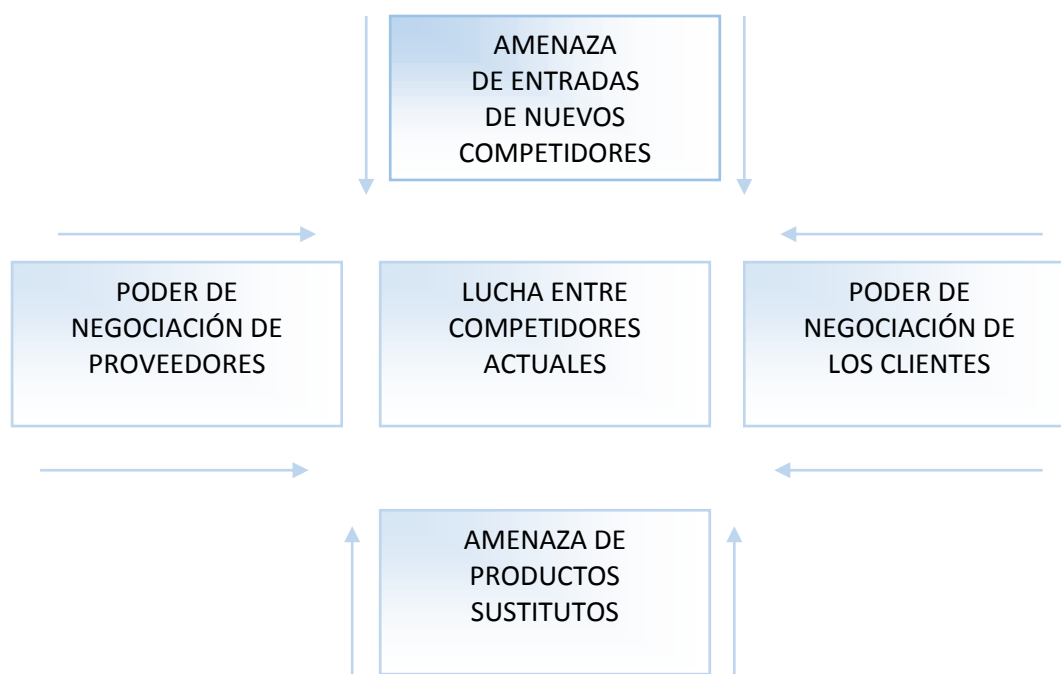 AMENAZA
DE ENTRADAS
DE NUEVOS
COMPETIDORES
PODER DE
NEGOCIACIÓN DE
PROVEEDORES
LUCHA ENTRE
COMPETIDORES
ACTUALES
PODER DE
NEGOCIACIÓN DE
LOS CLIENTES
AMENAZA DE
PRODUCTOS
SUSTITUTOS